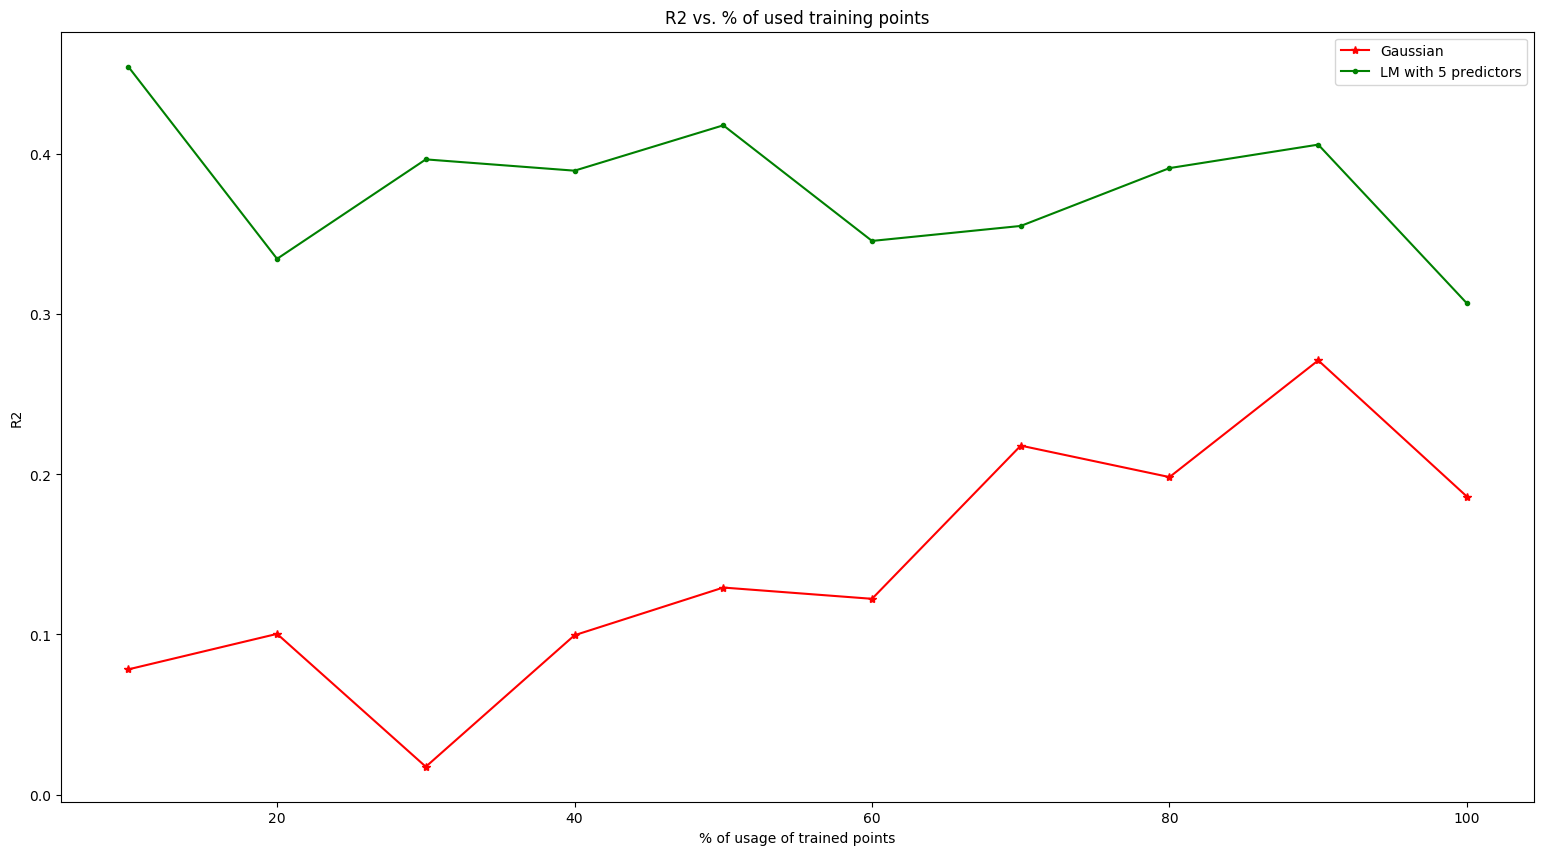 R2 vs. % of used training points
Gaussian
LM with 5 predictors
R2
0.4
0.3
0.2
0.1
0.0
20 40 60 80 100
% of usage of trained points